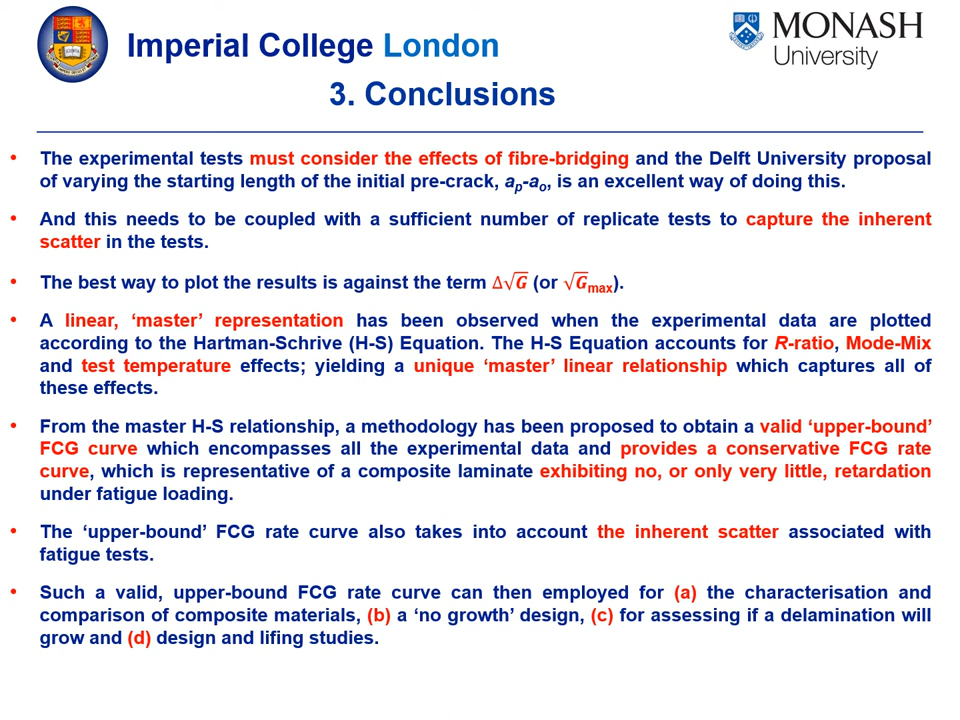 Imperial College London
MONASH
University
3. Conclusions
• The experimental tests must consider the effects of fibre-bridging and the Delft University proposal
of varying the starting length of the initial pre-crack, aₚ-aₒ, is an excellent way of doing this.
• And this needs to be coupled with a sufficient number of replicate tests to capture the inherent
scatter in the tests.
• The best way to plot the results is against the term Δ√G (or √Gmax).
• A linear, ‘master’ representation has been observed when the experimental data are plotted
according to the Hartman-Schrive (H-S) Equation. The H-S Equation accounts for R-ratio, Mode-Mix
and test temperature effects; yielding a unique ‘master’ linear relationship which captures all of
these effects.
• From the master H-S relationship, a methodology has been proposed to obtain a valid ‘upper-bound’
FCG curve which encompasses all the experimental data and provides a conservative FCG rate
curve, which is representative of a composite laminate exhibiting no, or only very little, retardation
under fatigue loading.
• The ‘upper-bound’ FCG rate curve also takes into account the inherent scatter associated with
fatigue tests.
• Such a valid, upper-bound FCG rate curve can then employed for (a) the characterisation and
comparison of composite materials, (b) a ‘no growth’ design, (c) for assessing if a delamination will
grow and (d) design and lifing studies.